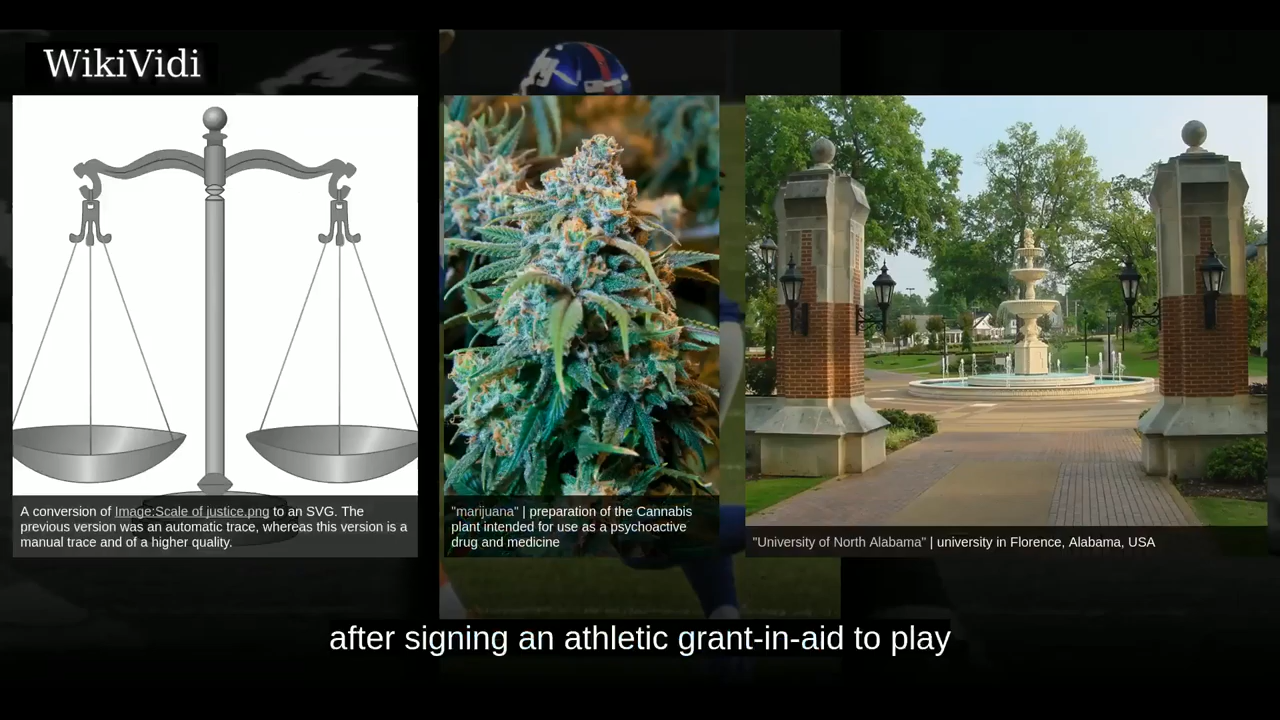 WikiVidi
A conversion of Image:Scale of justice.png to an SVG. The
previous version was an automatic trace, whereas this version is a
manual trace and of a higher quality.
"marijuana" | preparation of the Cannabis
plant intended for use as a psychoactive
drug and medicine
"University of North Alabama" | university in Florence, Alabama, USA
after signing an athletic grant-in-aid to play